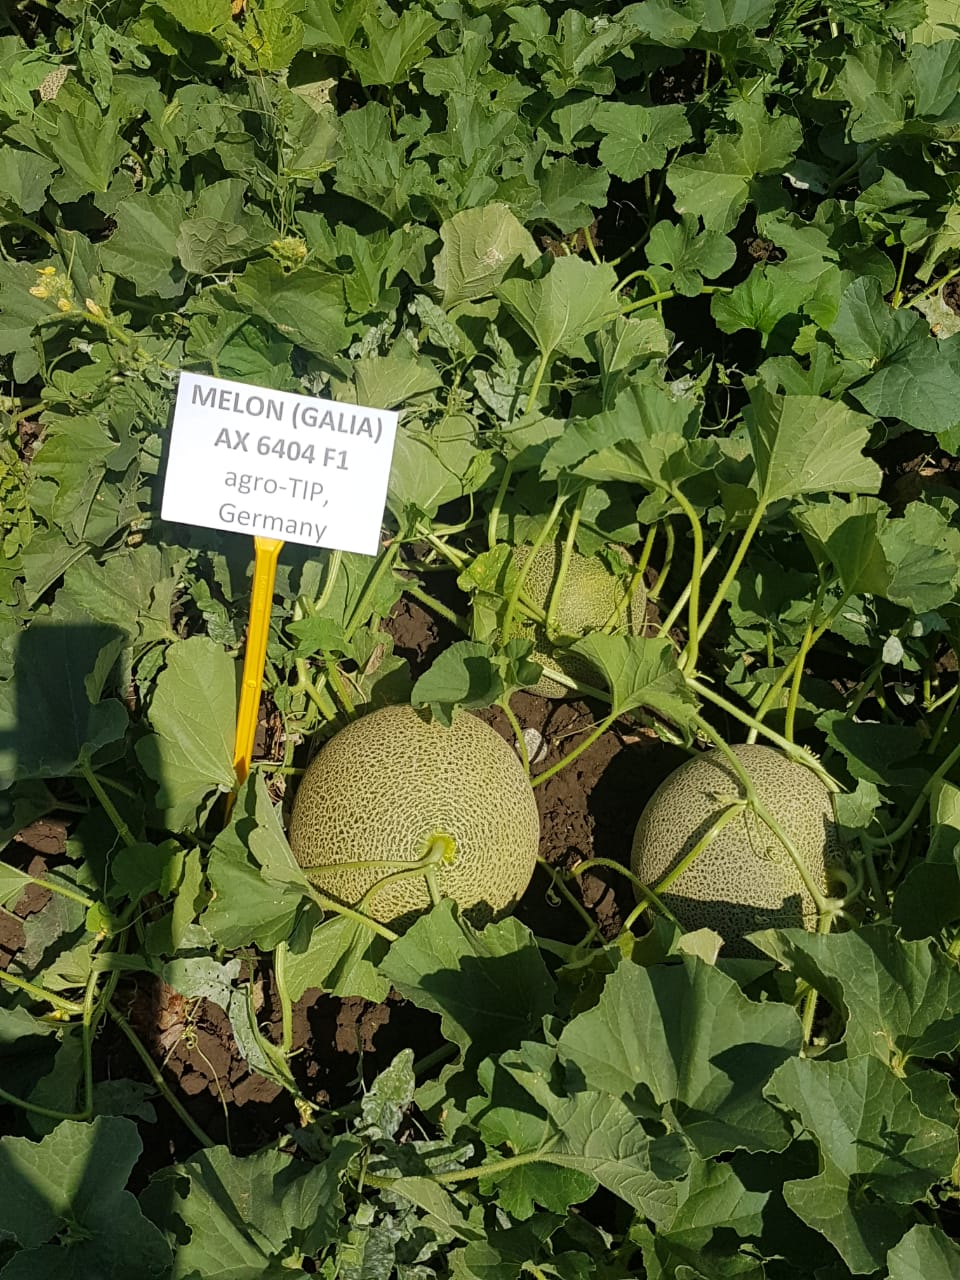 MELON (GALIA)
AX 6404 F1
agro-TIP,
Germany